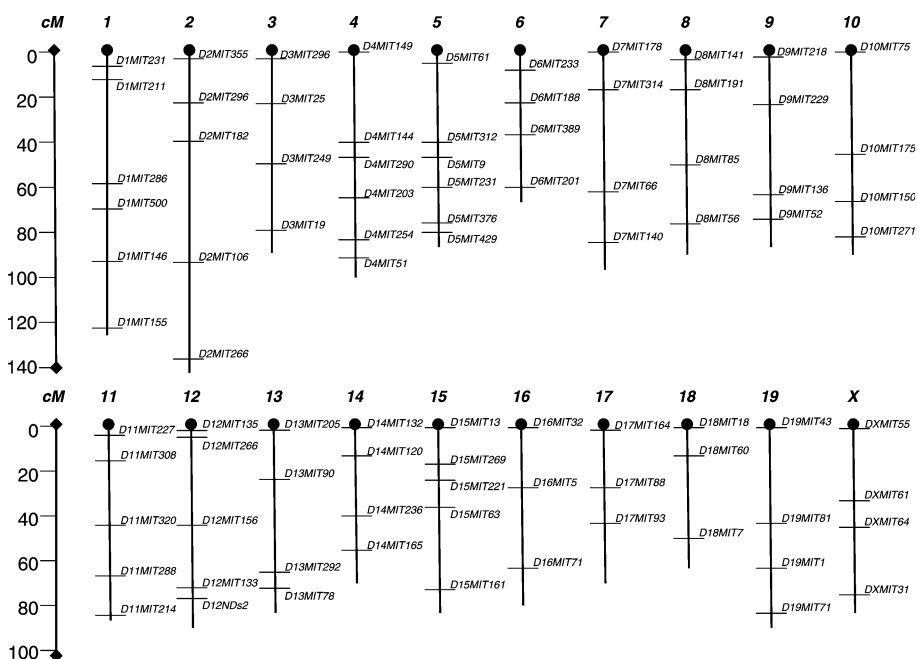 cM 1 2 3 4 5 6 7 8 9 10
0
20
40
60
80
100
120
140
D1MIT231
D1MIT211
D1MIT286
D1MIT500
D1MIT146
D1MIT155
D2MIT355
D2MIT296
D2MIT182
D2MIT106
D2MIT266
D3MIT296
D3MIT25
D3MIT249
D3MIT19
D4MIT149
D4MIT144
D4MIT290
D4MIT203
D4MIT254
D4MIT51
D5MIT61
D5MIT312
D5MIT9
D5MIT231
D5MIT376
D5MIT429
D6MIT233
D6MIT188
D6MIT389
D6MIT201
D7MIT178
D7MIT314
D7MIT66
D7MIT140
D8MIT141
D8MIT191
D8MIT85
D8MIT56
D9MIT218
D9MIT229
D9MIT136
D9MIT52
D10MIT75
D10MIT175
D10MIT150
D10MIT271
cM 11 12 13 14 15 16 17 18 19 X
0
20
40
60
80
100
D11MIT227
D11MIT308
D11MIT320
D11MIT288
D11MIT214
D12MIT135
D12MIT266
D12MIT156
D12MIT133
D12NDs2
D13MIT205
D13MIT90
D13MIT292
D13MIT78
D14MIT132
D14MIT120
D14MIT236
D14MIT165
D15MIT13
D15MIT269
D15MIT221
D15MIT63
D15MIT161
D16MIT32
D16MIT5
D16MIT71
D17MIT164
D17MIT88
D17MIT93
D18MIT18
D18MIT60
D18MIT7
D19MIT43
D19MIT81
D19MIT1
D19MIT71
DXMIT55
DXMIT61
DXMIT64
DXMIT31